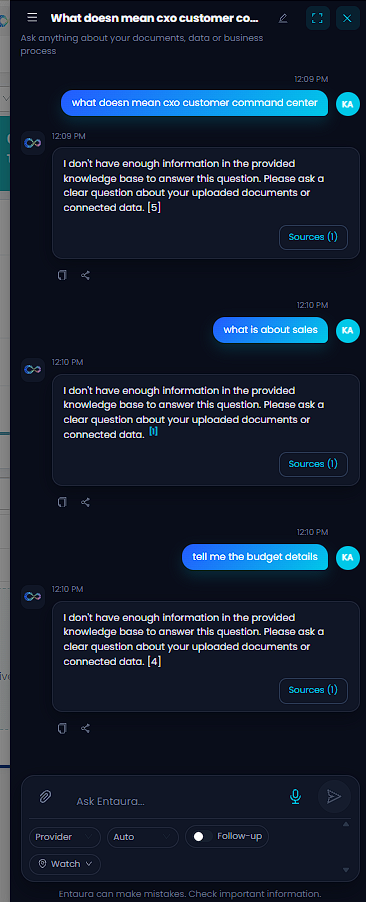 What doesn mean cxo customer co...
Ask anything about your documents, data or business
process
12:09 PM
what doesn mean cxo customer command center
KA
12:09 PM
I don't have enough information in the provided
knowledge base to answer this question. Please ask a
clear question about your uploaded documents or
connected data. [5]
Sources (1)
12:10 PM
what is about sales
KA
12:10 PM
I don't have enough information in the provided
knowledge base to answer this question. Please ask a
clear question about your uploaded documents or
connected data. [1]
Sources (1)
12:10 PM
tell me the budget details
KA
12:10 PM
I don't have enough information in the provided
knowledge base to answer this question. Please ask a
clear question about your uploaded documents or
connected data. [4]
Sources (1)
Ask Entaura...
Provider
Auto
Follow-up
Watch
Entaura can make mistakes. Check important information.